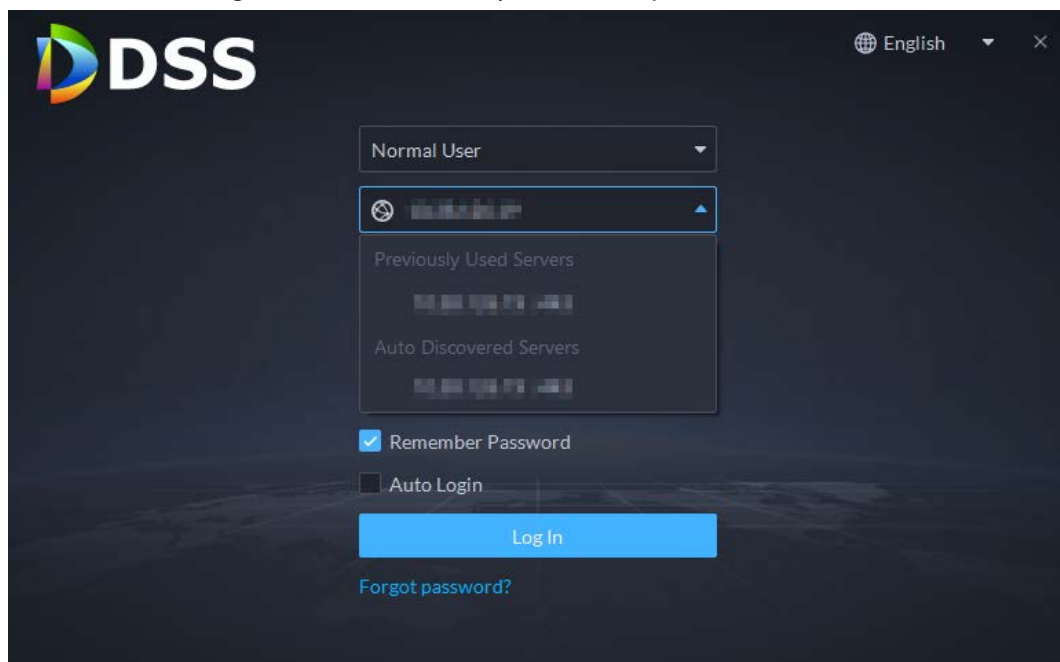 DSS
English
Normal User
Previously Used Servers
Auto Discovered Servers
Remember Password
Auto Login
Log In
Forgot password?